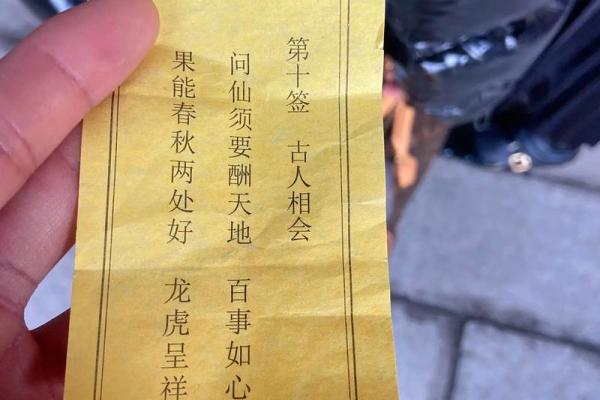 第十签 古人相会
问仙须要酬天地 百事如心
果能春秋两处好 龙虎呈祥